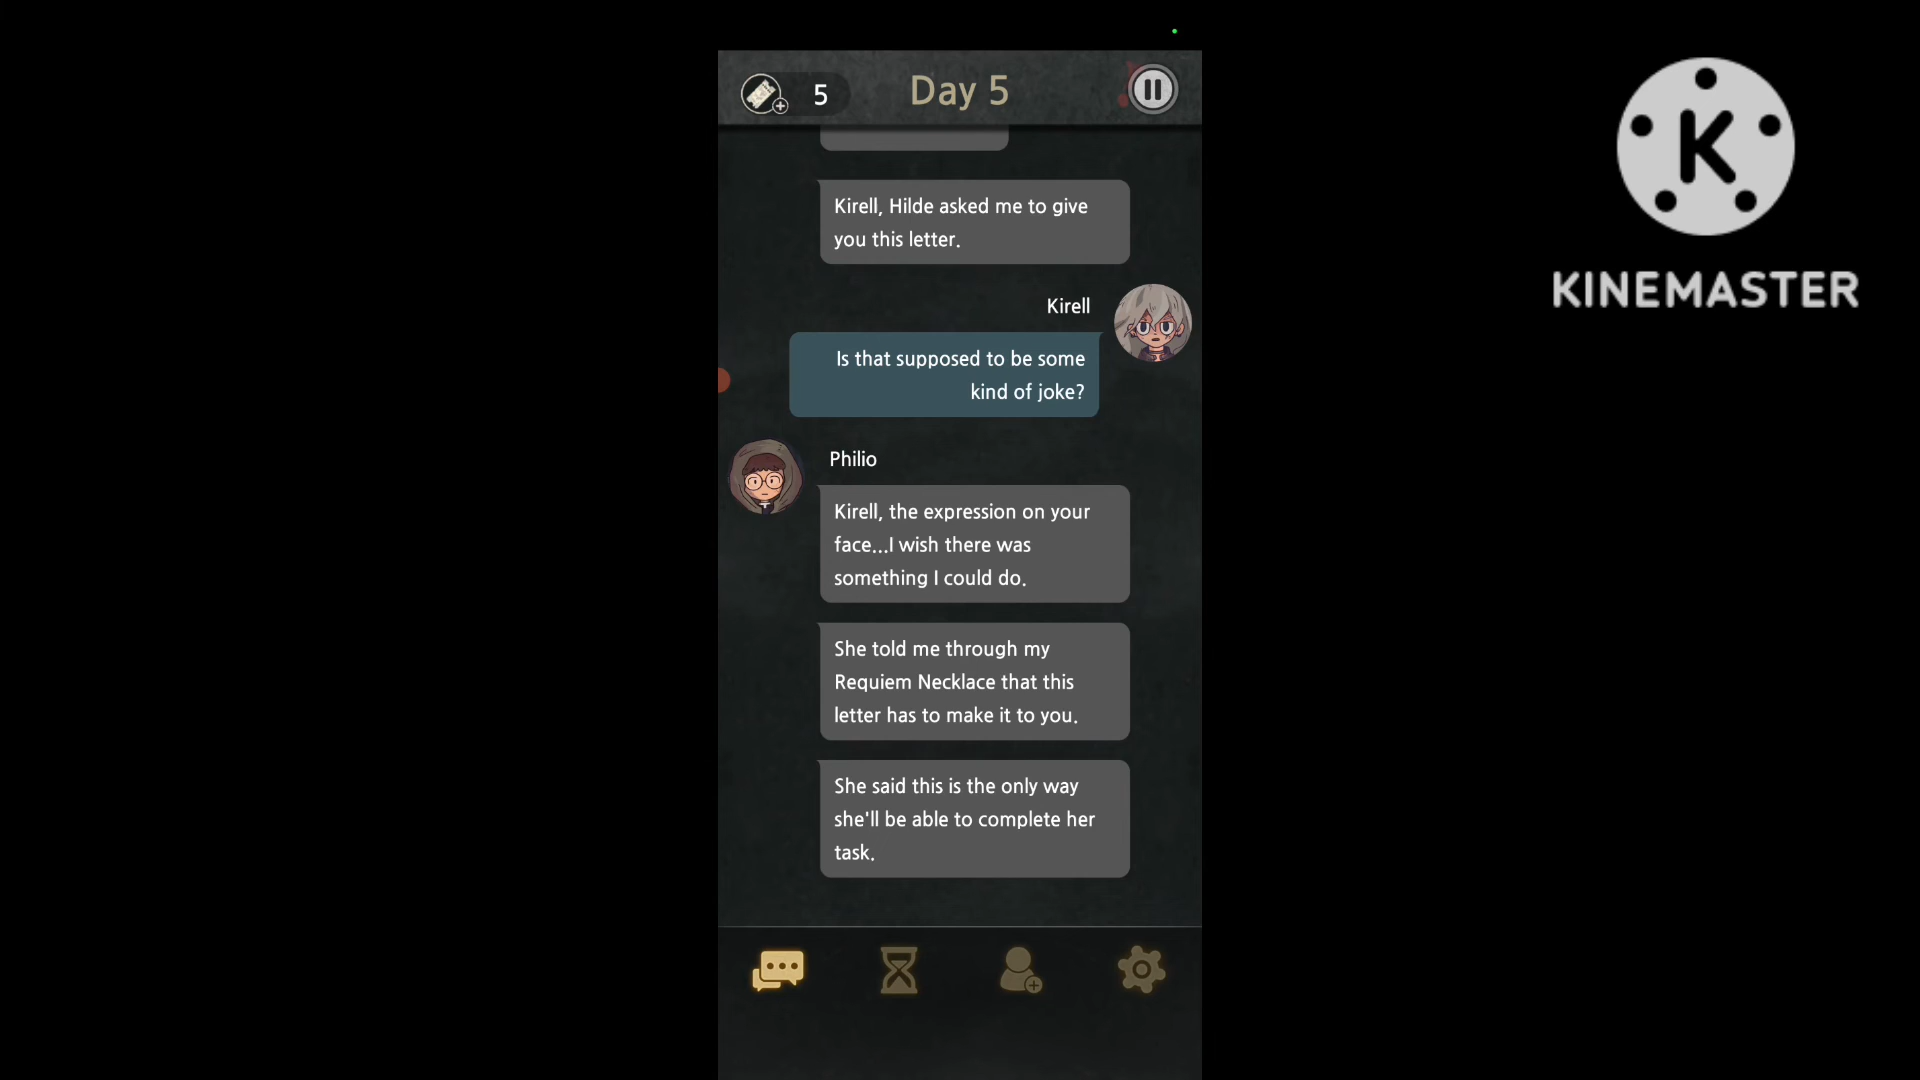 5
Day 5
Kirell, Hilde asked me to give
you this letter.
Kirell
Is that supposed to be some
kind of joke?
Philio
Kirell, the expression on your
face...I wish there was
something I could do.
She told me through my
Requiem Necklace that this
letter has to make it to you.
She said this is the only way
she'll be able to complete her
task.
K
KINEMASTER